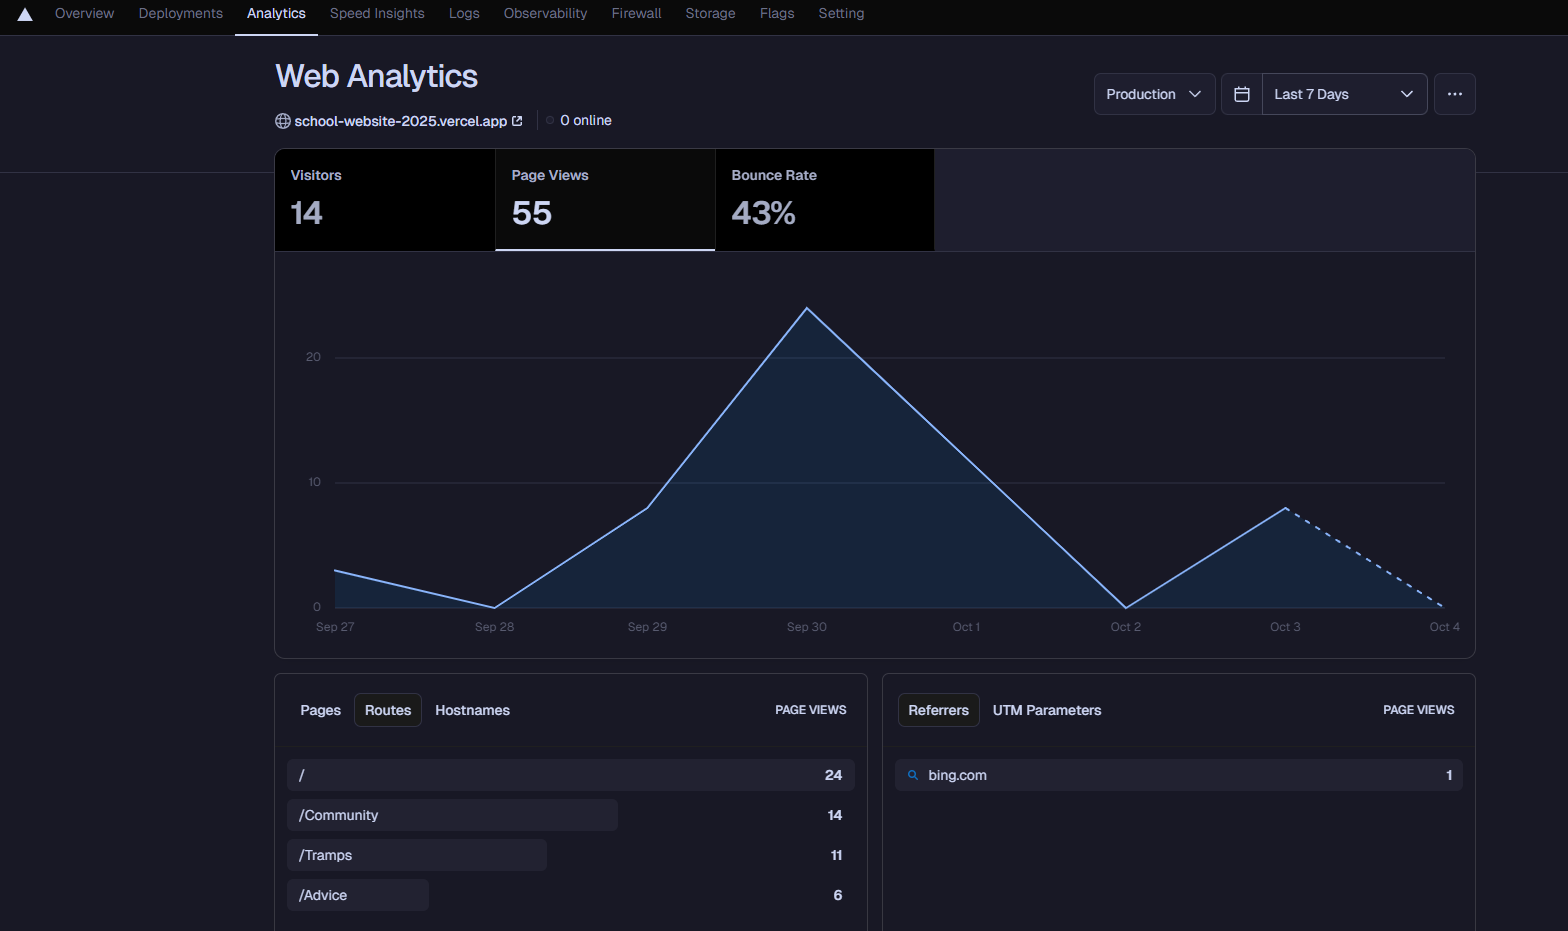 Overview Deployments Analytics Speed Insights Logs Observability Firewall Storage Flags Setting
Web Analytics
Production
Last 7 Days
school-website-2025.vercel.app
0 online
Visitors
14
Page Views
55
Bounce Rate
43%
20
10
0
Sep 27 Sep 28 Sep 29 Sep 30 Oct 1 Oct 2 Oct 3 Oct 4
Pages Routes Hostnames PAGE VIEWS
/ 24
/Community 14
/Tramps 11
/Advice 6
Referrers UTM Parameters PAGE VIEWS
bing.com 1